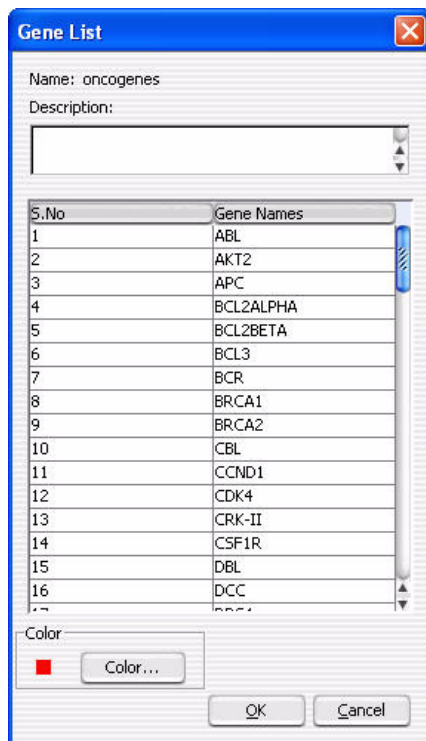 Gene List
Name: oncogenes
Description:
S.No Gene Names
1 ABL
2 AKT2
3 APC
4 BCL2ALPHA
5 BCL2BETA
6 BCL3
7 BCR
8 BRCA1
9 BRCA2
10 CBL
11 CCND1
12 CDK4
13 CRK-II
14 CSF1R
15 DBL
16 DCC
Color
Color...
OK Cancel